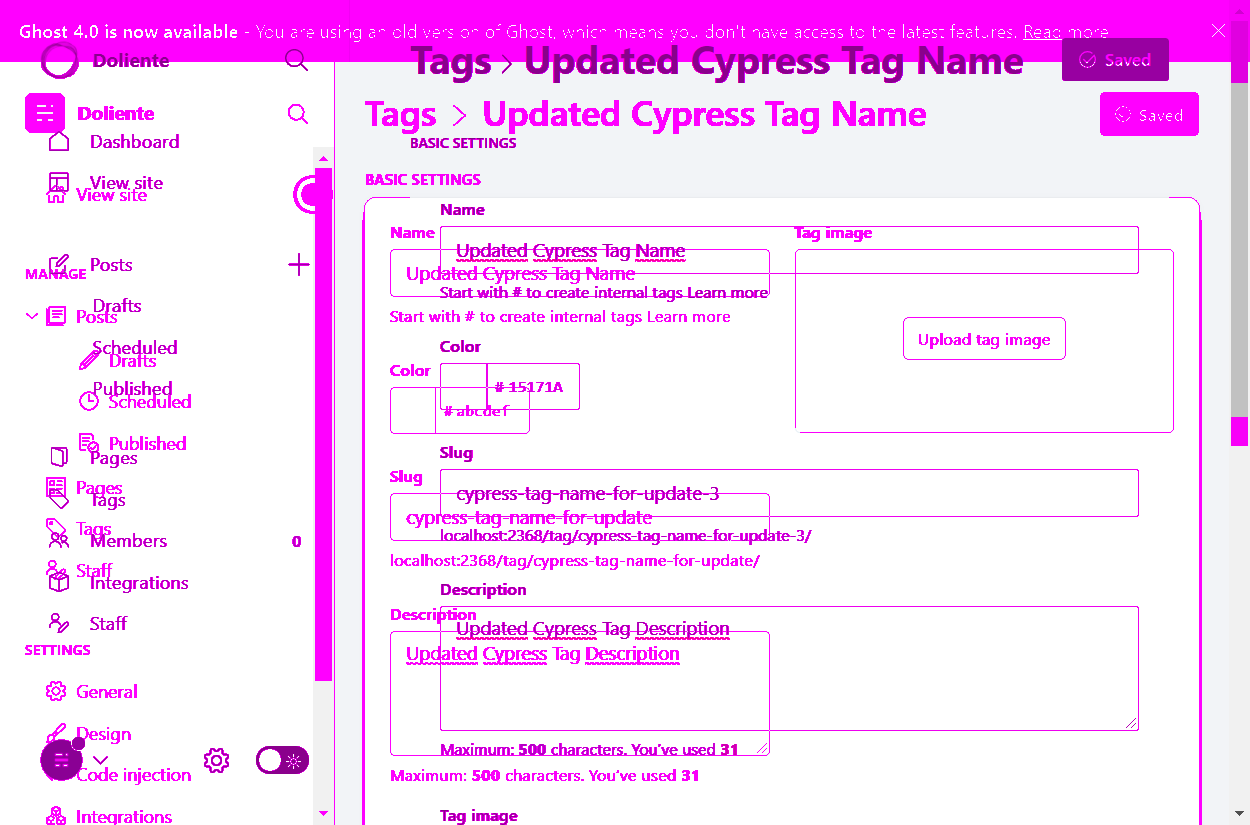 Ghost 4.0 is now available - You are using an old version of Ghost, which means you don't have access to the latest features. Read more
Doliente
Tags > Updated Cypress Tag Name
Saved
Doliente
Tags > Updated Cypress Tag Name
Saved
Dashboard
BASIC SETTINGS
View site
View site
BASIC SETTINGS
Name
Name
Tag image
Updated Cypress Tag Name
Updated Cypress Tag Name
Posts
MANAGE
Start with # to create internal tags Learn more
Start with # to create internal tags Learn more
Drafts
Posts
Upload tag image
Scheduled
Color
Drafts
Color
Published
# 15171A
Scheduled
# abcdef
Published
Slug
Pages
Slug
Pages
cypress-tag-name-for-update-3
Tags
cypress-tag-name-for-update
Tags
Members
0
localhost:2368/tag/cypress-tag-name-for-update-3/
localhost:2368/tag/cypress-tag-name-for-update/
Staff
Integrations
Description
Description
Staff
Updated Cypress Tag Description
Updated Cypress Tag Description
SETTINGS
General
Design
Maximum: 500 characters. You've used 31
Code injection
Maximum: 500 characters. You've used 31
Integrations
Tag image